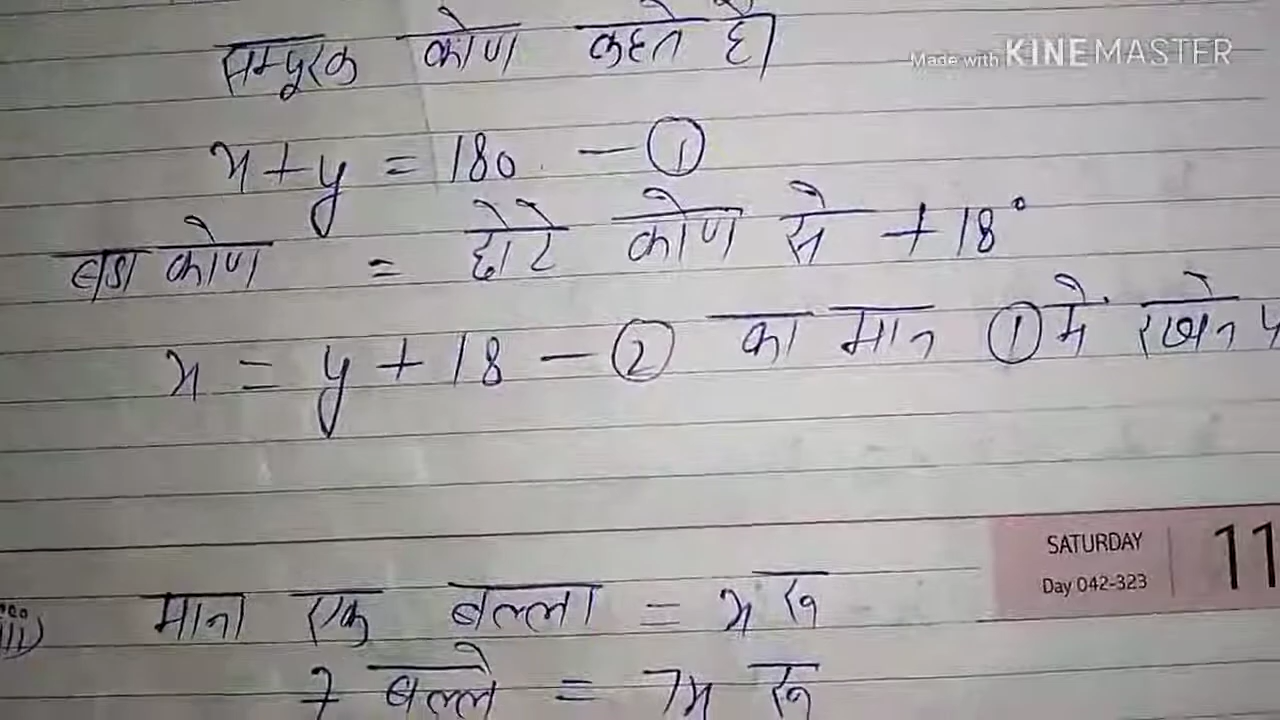 सम्पूरक कोण कहते है।
Made with KINEMASTER
x + y = 180 — ①
बडा कोण = छोटे कोण से + 18°
x = y + 18 — ② का मान ① में रखने
SATURDAY
11
Day 042-323
iii) माना एक बल्ला = x रू
7 बल्ले = 7x रू